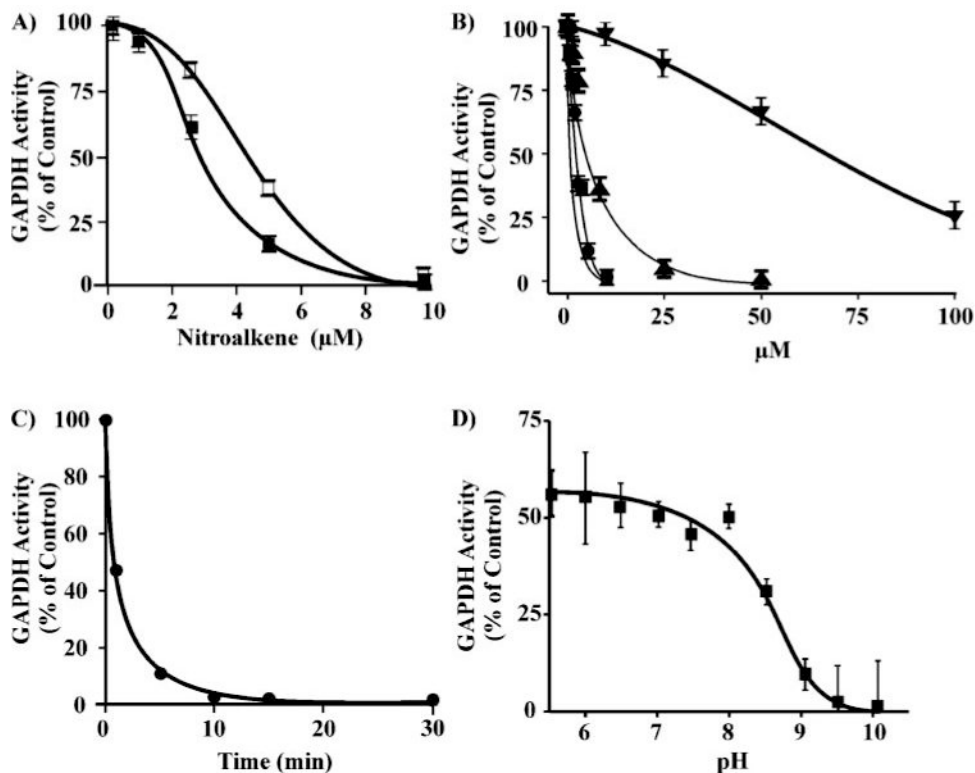 A)
GAPDH Activity
(% of Control)
100
75
50
25
0
0 2 4 6 8 10
Nitroalkene (µM)
B)
GAPDH Activity
(% of Control)
100
75
50
25
0
0 25 50 75 100
µM
C)
GAPDH Activity
(% of Control)
100
80
60
40
20
0
0 10 20 30
Time (min)
D)
GAPDH Activity
(% of Control)
75
50
25
0
6 7 8 9 10
pH